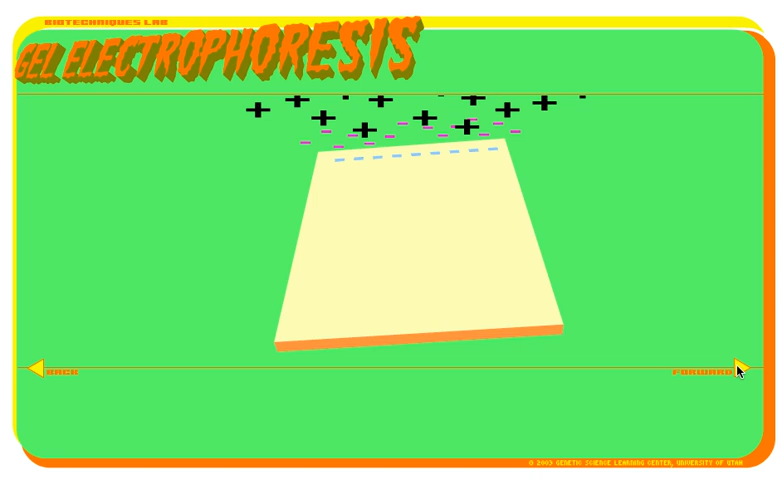 BIOTECHNIQUES LAB
GEL ELECTROPHORESIS
BACK
FORWARD
© 2003 GENETIC SCIENCE LEARNING CENTER, UNIVERSITY OF UTAH